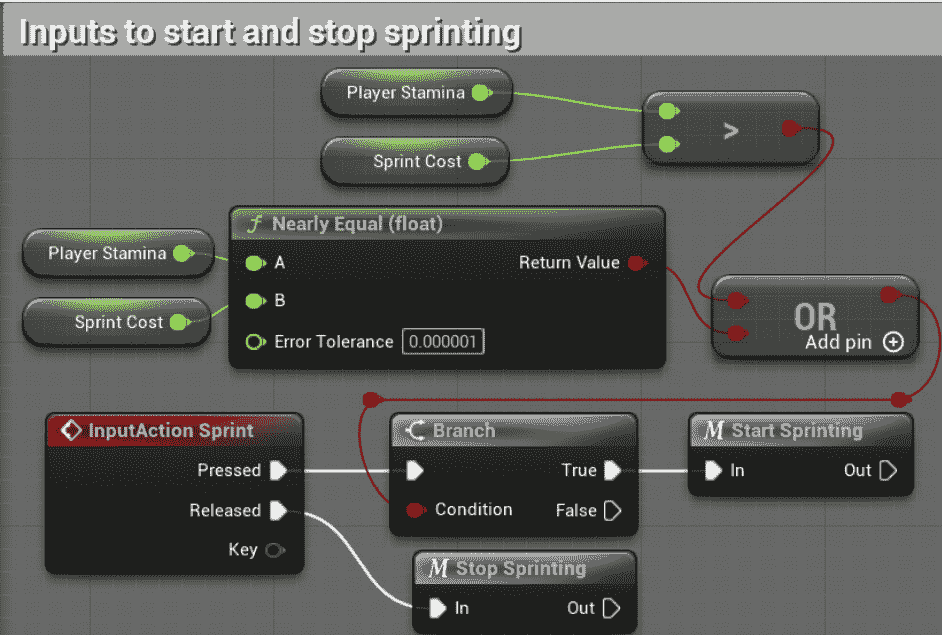 Inputs to start and stop sprinting
Player Stamina
>
Sprint Cost
f Nearly Equal (float)
Player Stamina
A
Return Value
B
Sprint Cost
Error Tolerance 0.000001
OR
Add pin
InputAction Sprint
Pressed
Released
Key
Branch
True
Condition
False
M Start Sprinting
In
Out
M Stop Sprinting
In
Out